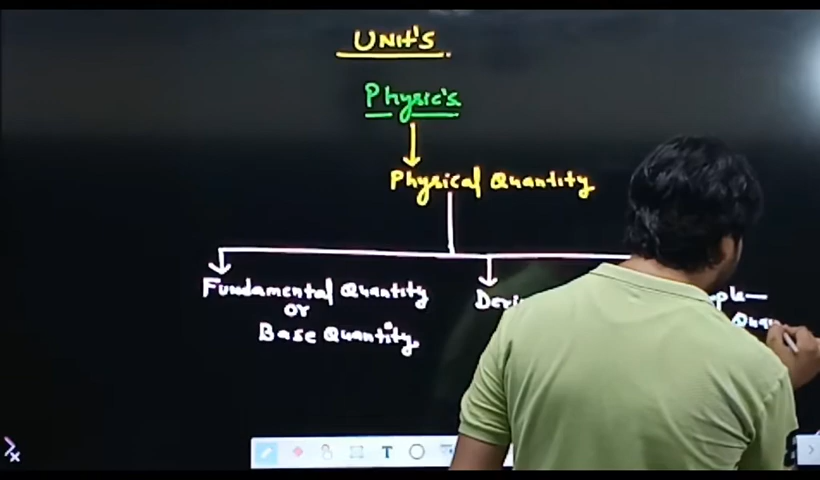 UNIT'S
Physic's
Physical Quantity
Fundamental Quantity
or
Base Quantity.
T